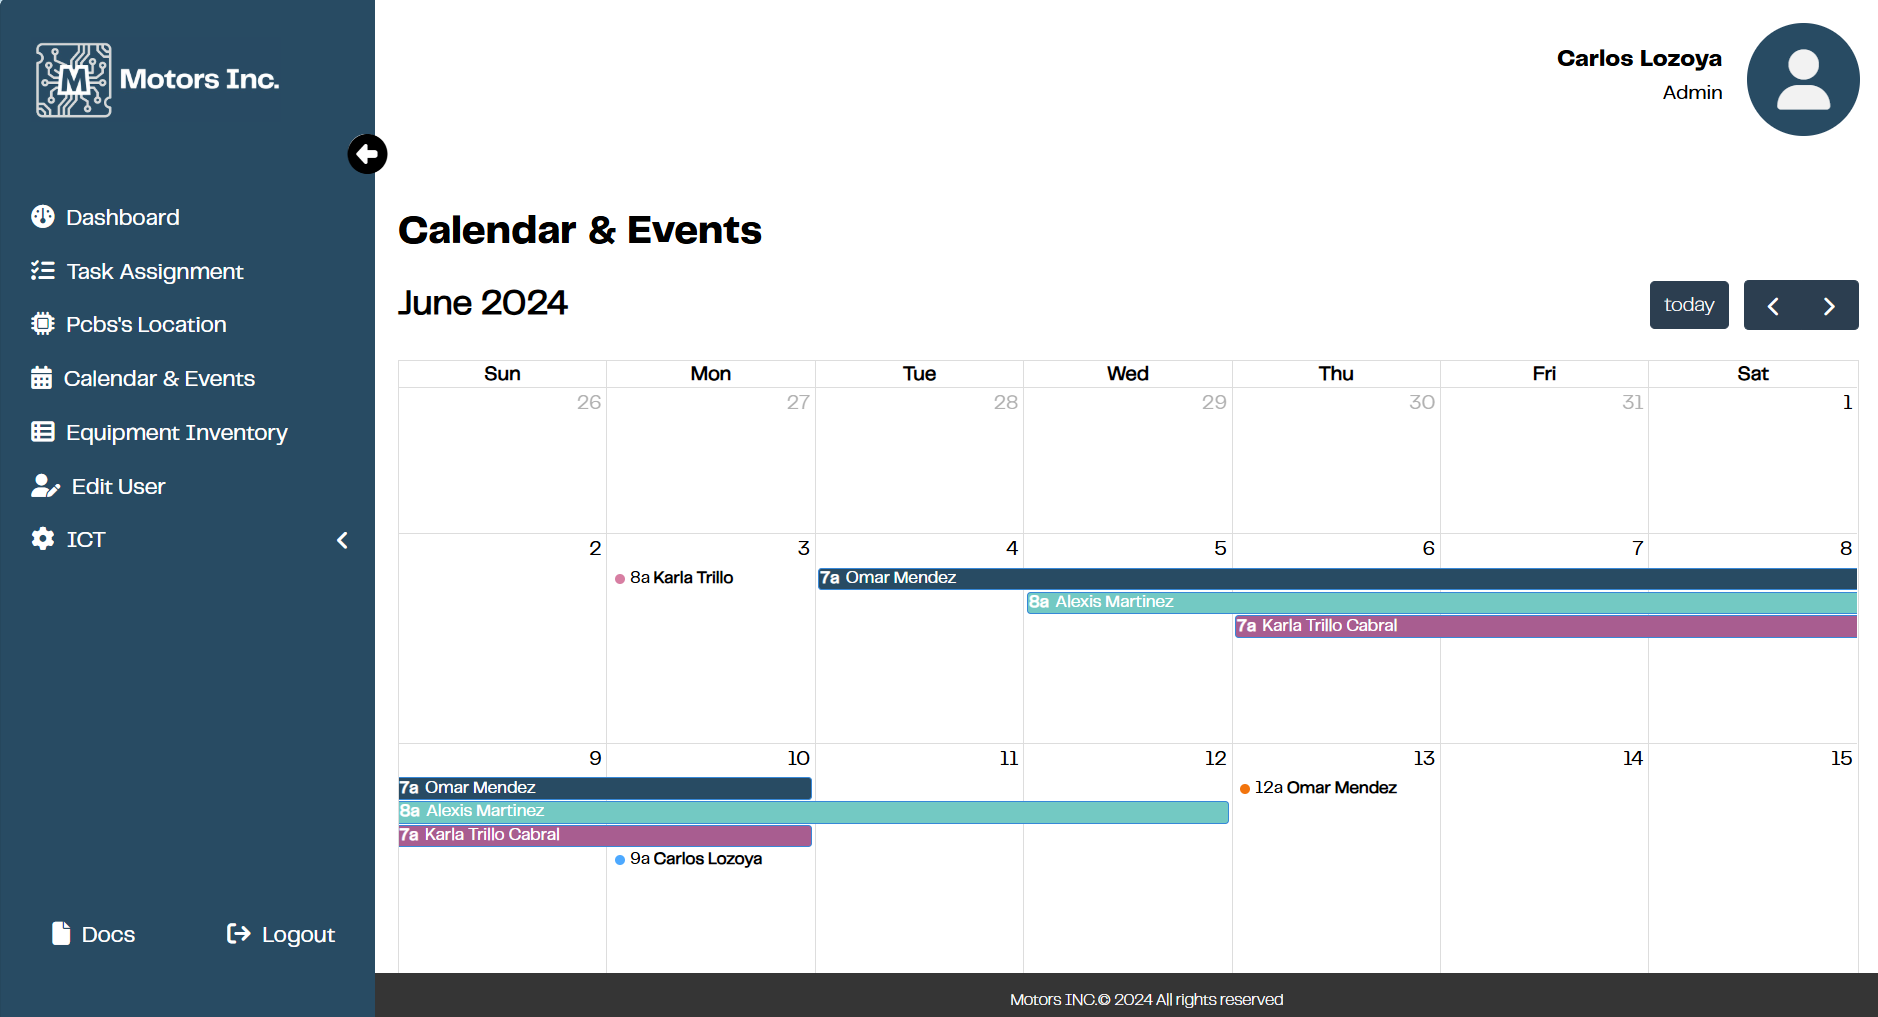 M Motors Inc.
Carlos Lozoya
Admin
Dashboard
Task Assignment
Pcbs's Location
Calendar & Events
Equipment Inventory
Edit User
ICT
Docs
Logout
Calendar & Events
June 2024
today
Sun Mon Tue Wed Thu Fri Sat
26 27 28 29 30 31 1
2 3 4 5 6 7 8
8a Karla Trillo
7a Omar Mendez
8a Alexis Martinez
7a Karla Trillo Cabral
9 10 11 12 13 14 15
7a Omar Mendez
12a Omar Mendez
8a Alexis Martinez
7a Karla Trillo Cabral
9a Carlos Lozoya
Motors INC.© 2024 All rights reserved